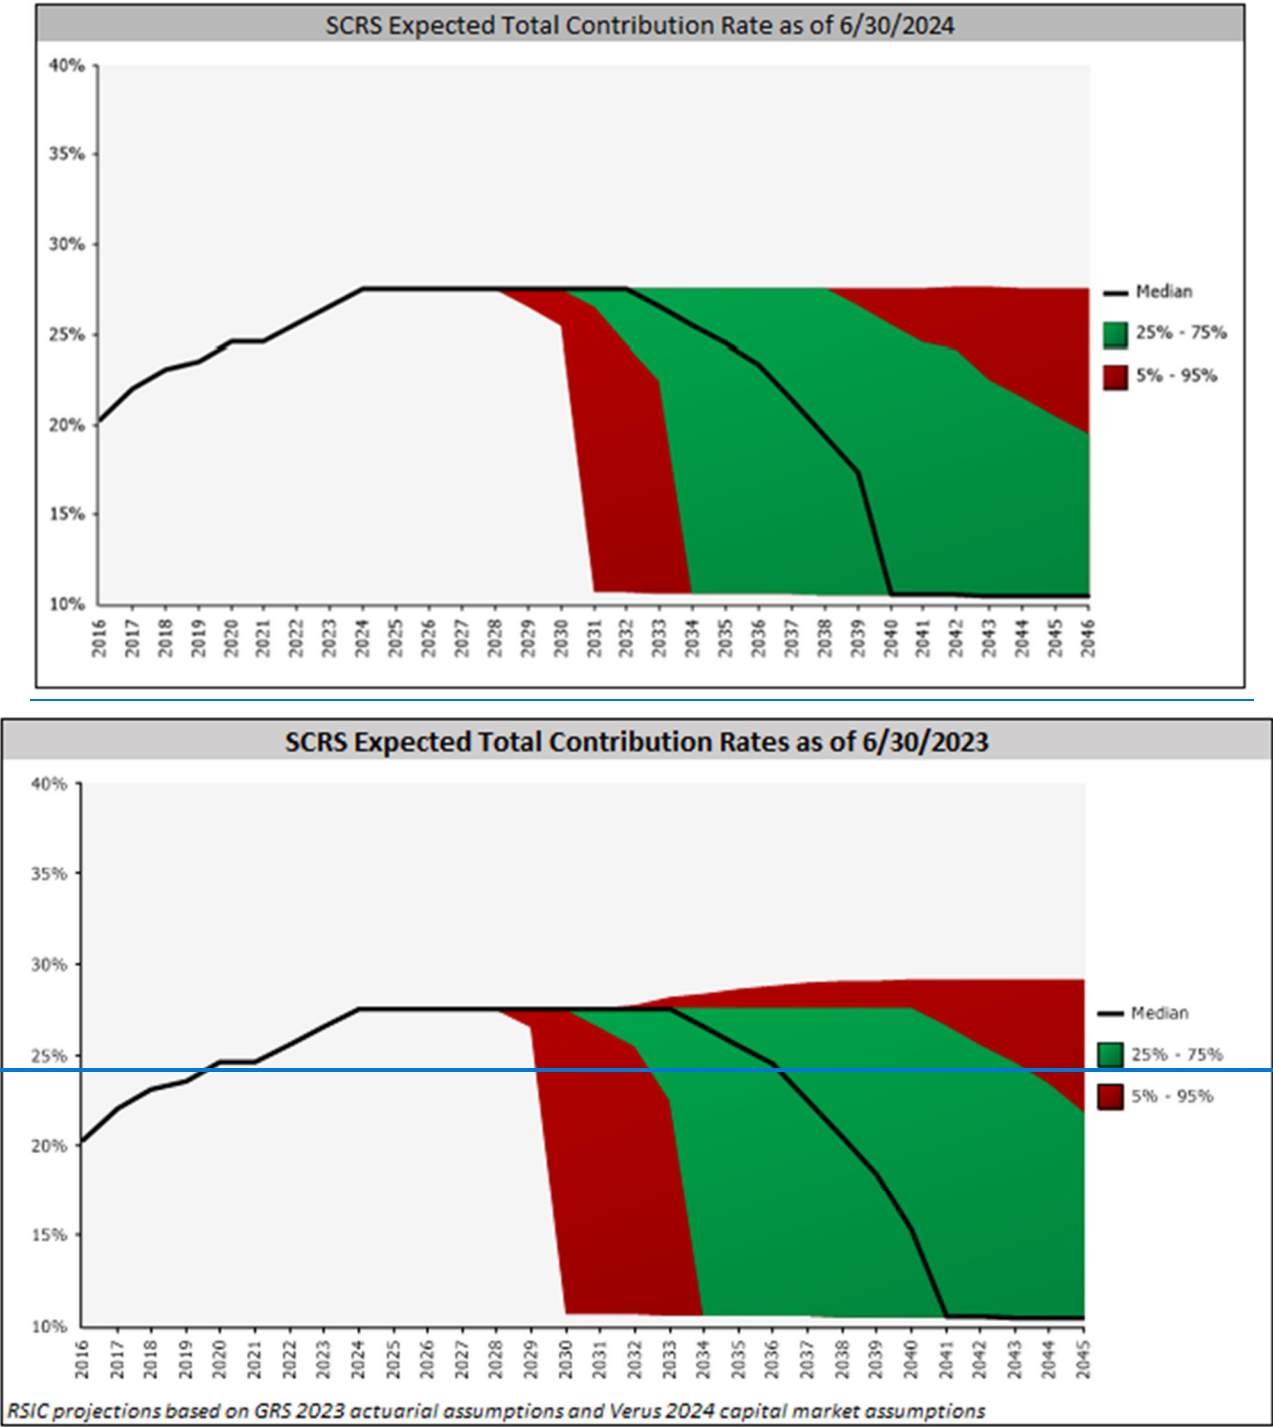 SCRS Expected Total Contribution Rate as of 6/30/2024
40%
35%
30%
25%
20%
15%
10%
2016 2017 2018 2019 2020 2021 2022 2023 2024 2025 2026 2027 2028 2029 2030 2031 2032 2033 2034 2035 2036 2037 2038 2039 2040 2041 2042 2043 2044 2045 2046
Median
25% - 75%
5% - 95%
SCRS Expected Total Contribution Rates as of 6/30/2023
40%
35%
30%
25%
20%
15%
10%
2016 2017 2018 2019 2020 2021 2022 2023 2024 2025 2026 2027 2028 2029 2030 2031 2032 2033 2034 2035 2036 2037 2038 2039 2040 2041 2042 2043 2044 2045
Median
25% - 75%
5% - 95%
RSIC projections based on GRS 2023 actuarial assumptions and Verus 2024 capital market assumptions